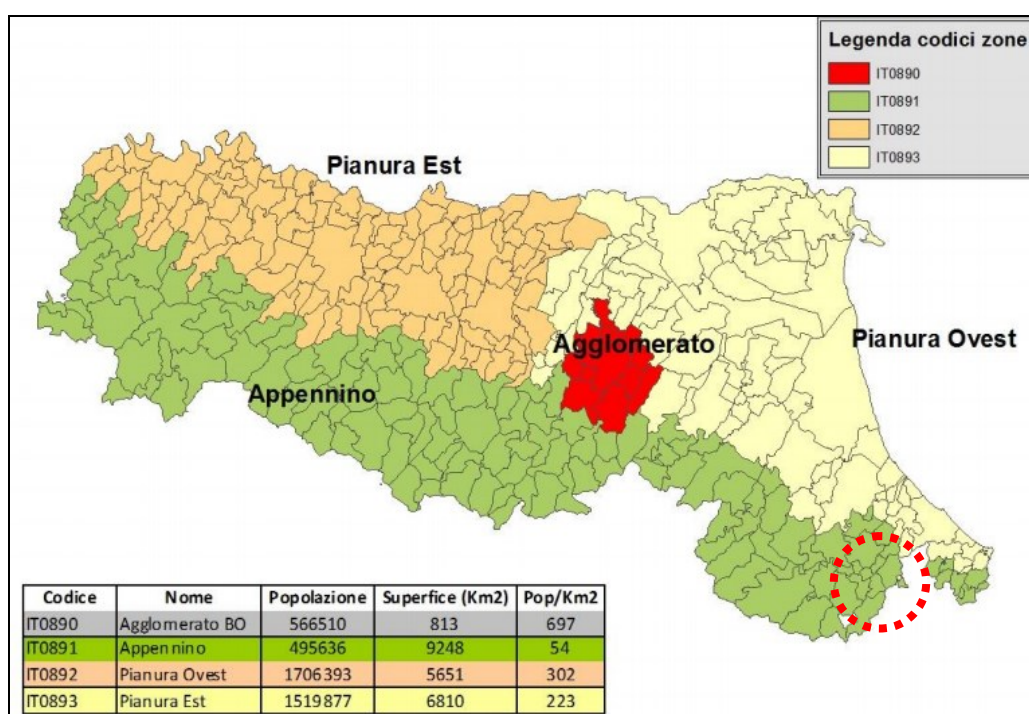 Legenda codici zone
IT0890
IT0891
IT0892
IT0893
Pianura Est
Agglomerato
Pianura Ovest
Appennino
Codice Nome Popolazione Superfice (Km2) Pop/Km2
IT0890 Agglomerato BO 566510 813 697
IT0891 Appennino 495636 9248 54
IT0892 Pianura Ovest 1706393 5651 302
IT0893 Pianura Est 1519877 6810 223